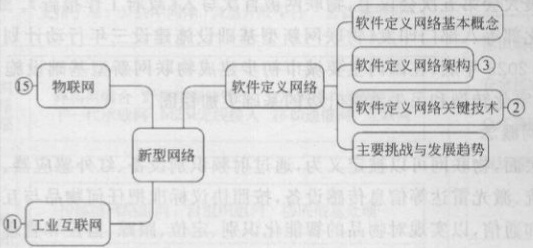 软件定义网络基本概念
⑮ 物联网
软件定义网络
软件定义网络架构 ③
软件定义网络关键技术 ②
新型网络
主要挑战与发展趋势
⑪ 工业互联网